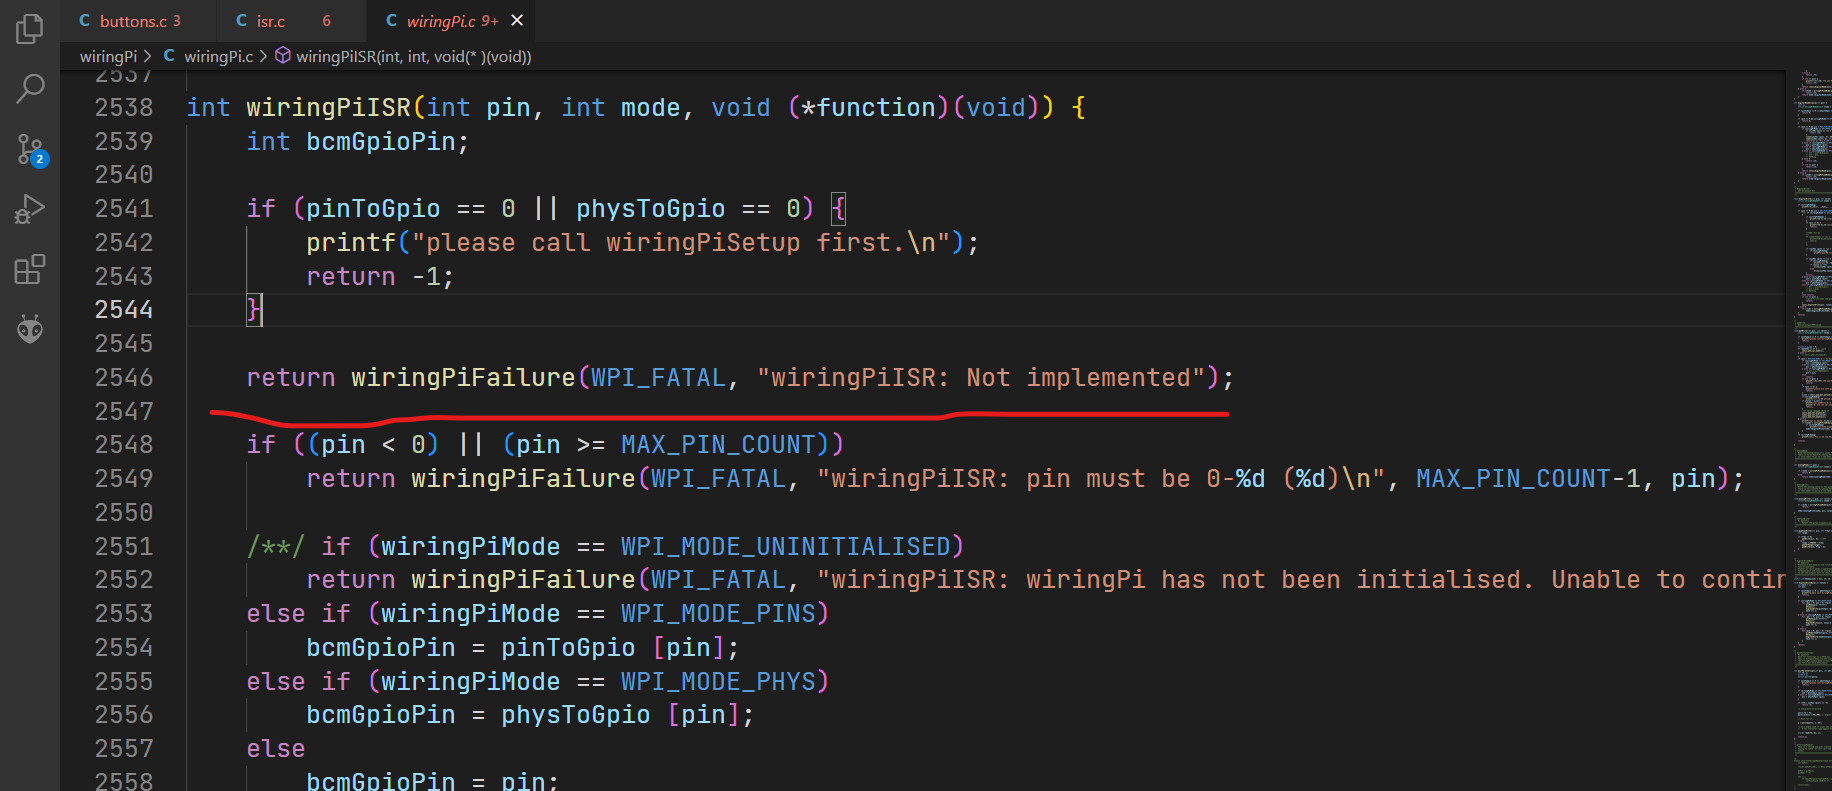 buttons.c 3 isr.c 6 wiringPi.c 9+
wiringPi > C wiringPi.c > wiringPiISR(int, int, void(* )(void))
2537
2538 int wiringPiISR(int pin, int mode, void (*function)(void)) {
2539 int bcmGpioPin;
2540
2541 if (pinToGpio == 0 || physToGpio == 0) {
2542 printf("please call wiringPiSetup first.\n");
2543 return -1;
2544 }
2545
2546 return wiringPiFailure(WPI_FATAL, "wiringPiISR: Not implemented");
2547
2548 if ((pin < 0) || (pin >= MAX_PIN_COUNT))
2549 return wiringPiFailure(WPI_FATAL, "wiringPiISR: pin must be 0-%d (%d)\n", MAX_PIN_COUNT-1, pin);
2550
2551 /**/ if (wiringPiMode == WPI_MODE_UNINITIALISED)
2552 return wiringPiFailure(WPI_FATAL, "wiringPiISR: wiringPi has not been initialised. Unable to contin
2553 else if (wiringPiMode == WPI_MODE_PINS)
2554 bcmGpioPin = pinToGpio [pin];
2555 else if (wiringPiMode == WPI_MODE_PHYS)
2556 bcmGpioPin = physToGpio [pin];
2557 else
2558 bcmGpioPin = pin;
2